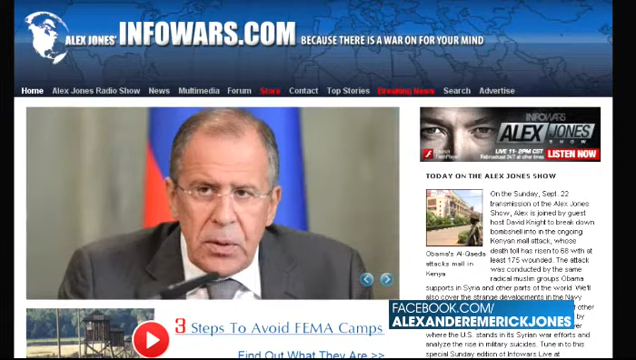 ALEX JONES' INFOWARS.COM BECAUSE THERE IS A WAR ON FOR YOUR MIND
Home Alex Jones Radio Show News Multimedia Forum Store Contact Top Stories Breaking News Search Advertise
INFOWARS
ALEX JONES
SHOW
LIVE 11-2PM CST
LISTEN NOW
TODAY ON THE ALEX JONES SHOW
On the Sunday, Sept. 22
transmission of the Alex Jones
Show, Alex is joined by guest
host David Knight to break down
bombshell into in the ongoing
Kenyan mall attack, whose
death toll has risen to 68 with at
least 175 wounded. The attack
was conducted by the same
radical muslim groups Obama
supports in Syria and other parts of the world. We'll
also cover the strange developments in the Navy
Obama's Al-Qaeda
attacks mall in
Kenya
other
where
the U.S. stands in its Syrian war efforts and
analyze the rise in military suicides. Tune in to this
special Sunday edition of Infowars Live at
FACEBOOK.COM/
ALEXANDEREMERICKJONES
3 Steps To Avoid FEMA Camps
Find Out What They Are >>